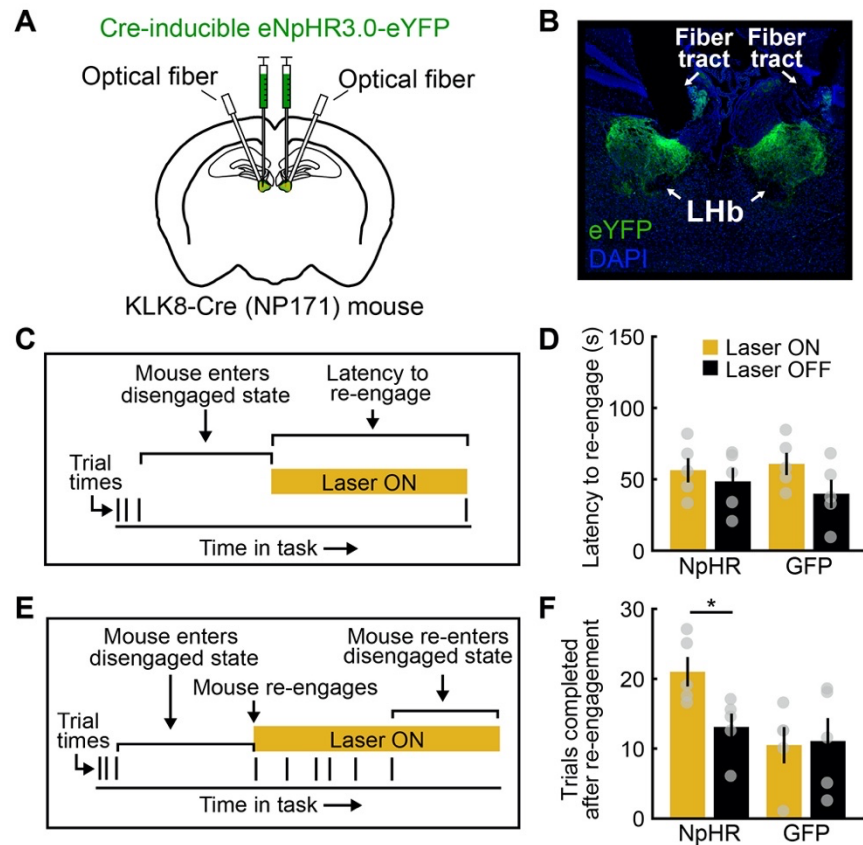 A
Cre-inducible eNpHR3.0-eYFP
Optical fiber
Optical fiber
KLK8-Cre (NP171) mouse
B
Fiber
tract
Fiber
tract
LHb
eYFP
DAPI
C
Mouse enters
disengaged state
Latency to
re-engage
Trial
times
Laser ON
Time in task
D
Latency to re-engage (s)
150
100
50
0
Laser ON
Laser OFF
NpHR
GFP
E
Mouse enters
disengaged state
Mouse re-enters
disengaged state
Mouse re-engages
Trial
times
Laser ON
Time in task
F
Trials completed
after re-engagement
30
20
10
0
*
NpHR
GFP